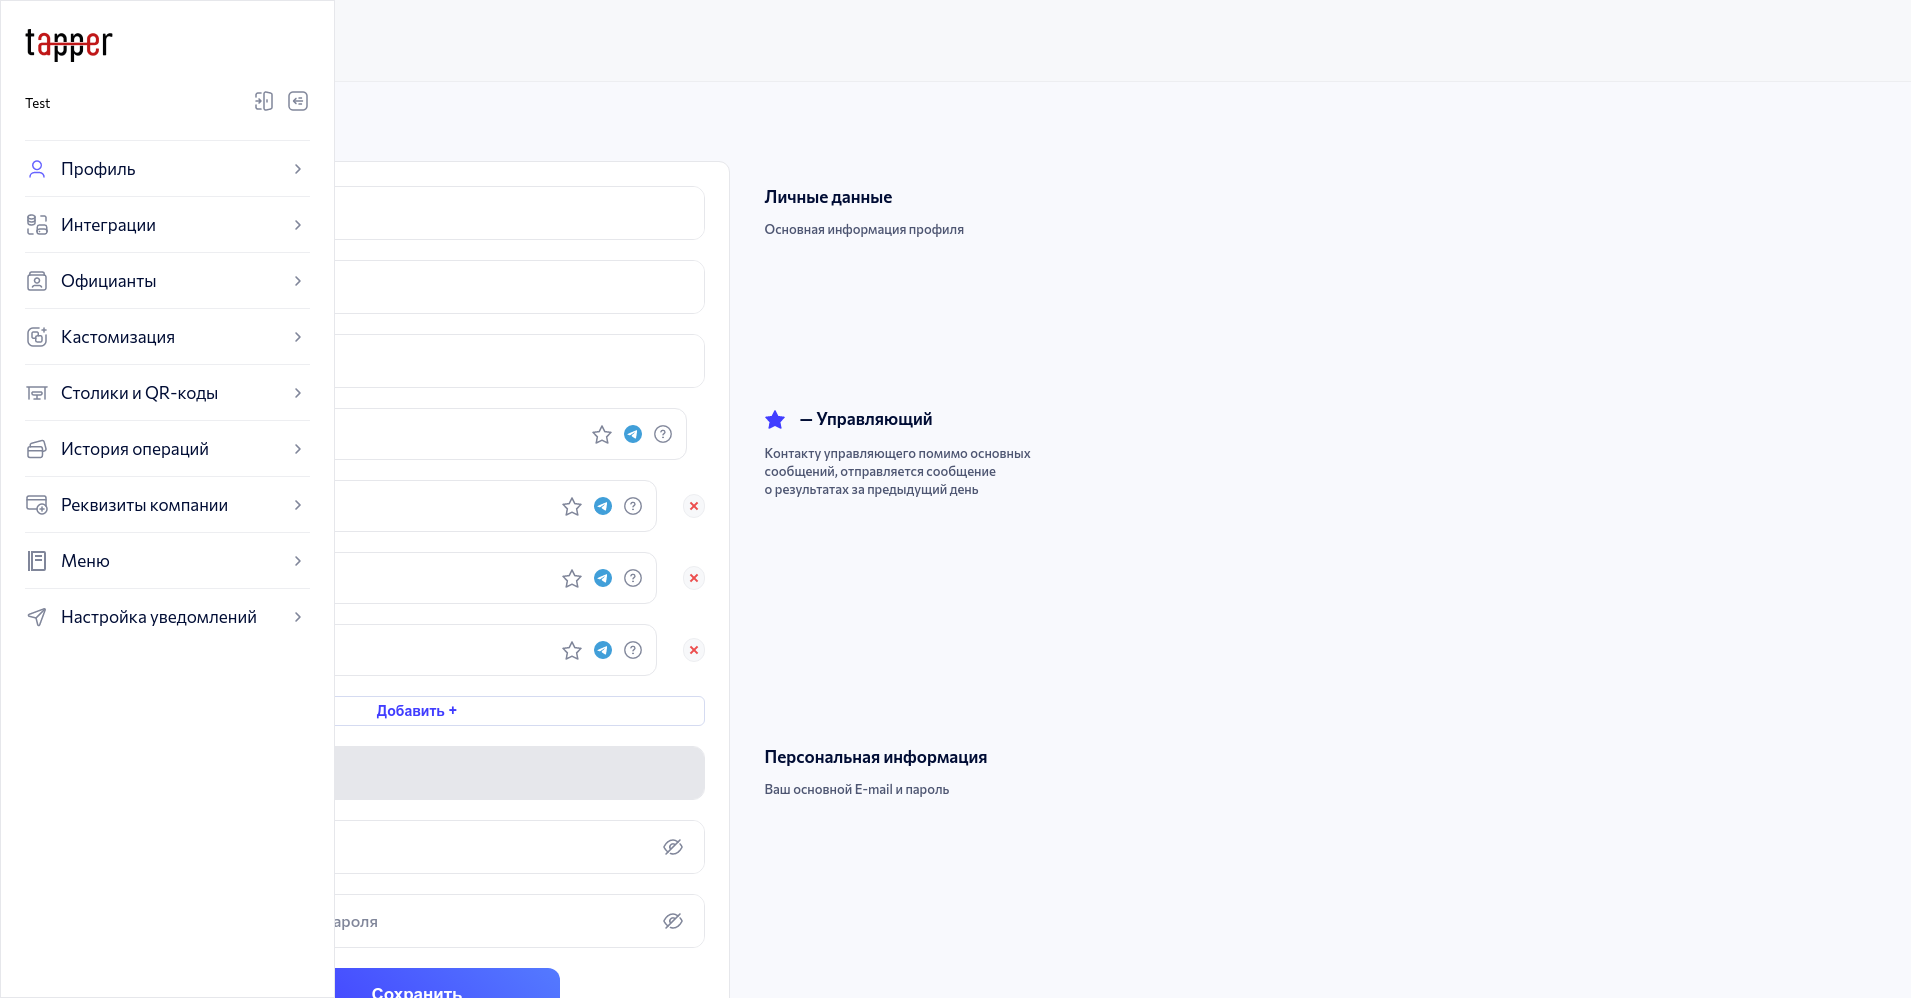 tapper
Test
Профиль
Интеграции
Официанты
Кастомизация
Столики и QR-коды
История операций
Реквизиты компании
Меню
Настройка уведомлений
Добавить +
ароля
Сохранить
Личные данные
Основная информация профиля
— Управляющий
Контакту управляющего помимо основных
сообщений, отправляется сообщение
о результатах за предыдущий день
Персональная информация
Ваш основной E-mail и пароль